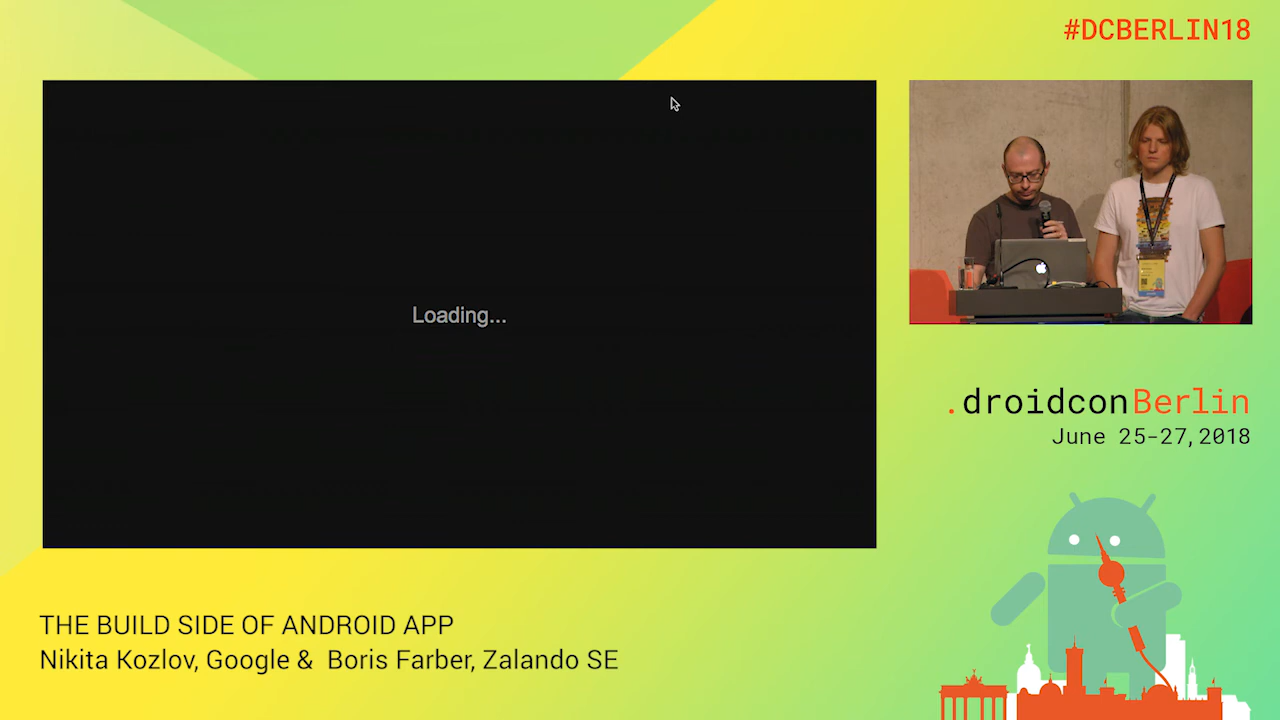 #DCBERLIN18
Loading...
.droidconBerlin
June 25-27, 2018
THE BUILD SIDE OF ANDROID APP
Nikita Kozlov, Google & Boris Farber, Zalando SE